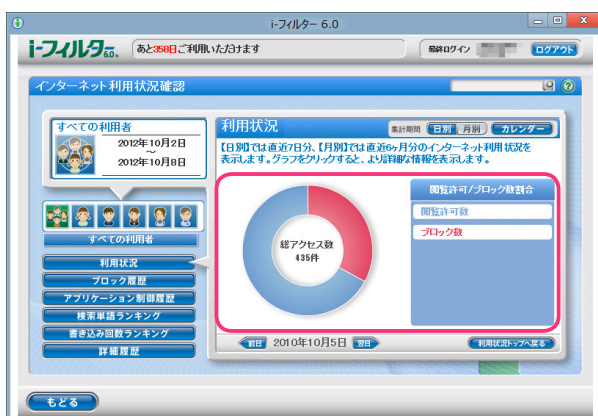 i-フィルター 6.0
i-フィルター6.0. あと358日ご利用いただけます
最終ログイン
ログアウト
インターネット利用状況確認
すべての利用者
2012年10月2日
～
2012年10月8日
すべての利用者
利用状況
ブロック履歴
アプリケーション制御履歴
検索単語ランキング
書き込み回数ランキング
詳細履歴
利用状況
集計期間 日別 月別 カレンダー
【日別】では直近7日分、【月別】では直近6ヶ月分のインターネット利用状況を
表示します。グラフをクリックすると、より詳細な情報を表示します。
総アクセス数
435件
閲覧許可/ブロック数割合
閲覧許可数
ブロック数
前日 2010年10月5日 翌日
利用状況トップへ戻る
もどる